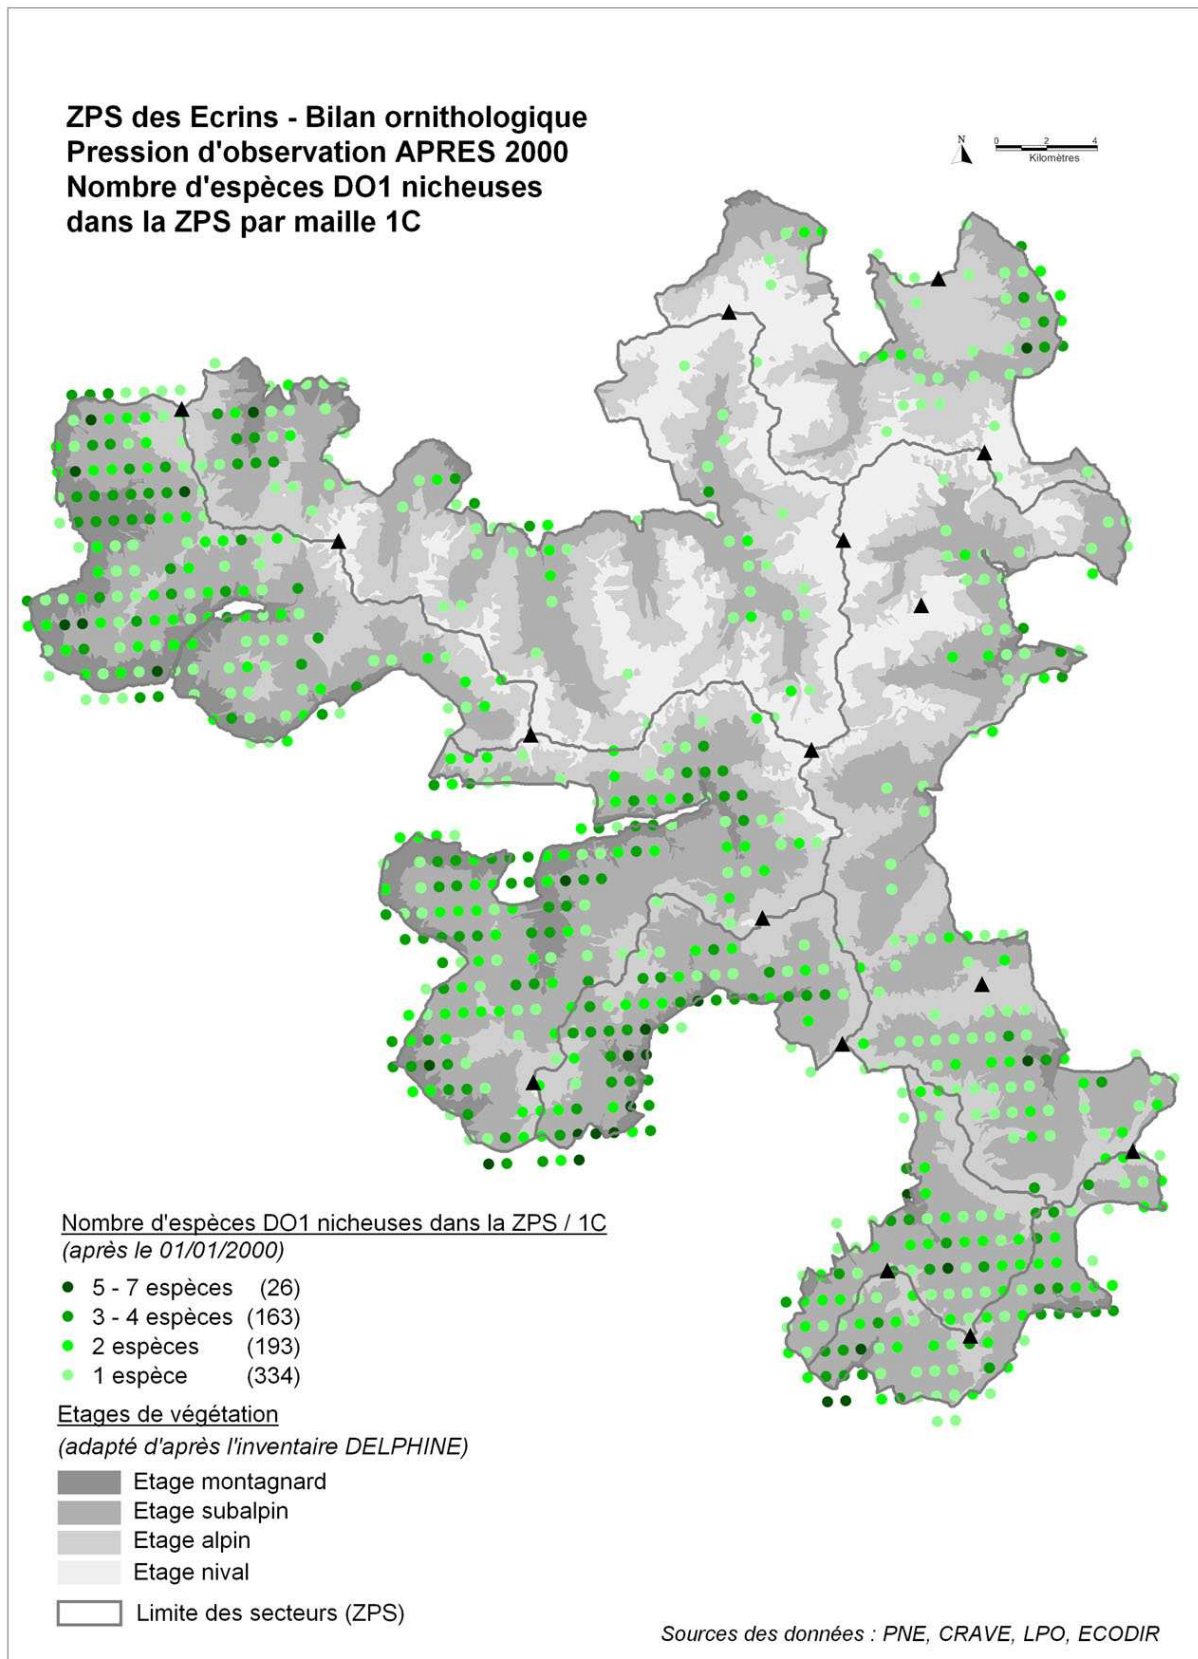 ZPS des Ecrins - Bilan ornithologique
Pression d'observation APRES 2000
Nombre d'espèces DO1 nicheuses
dans la ZPS par maille 1C
N
0 2 4
Kilomètres
Nombre d'espèces DO1 nicheuses dans la ZPS / 1C
(après le 01/01/2000)
5 - 7 espèces (26)
3 - 4 espèces (163)
2 espèces (193)
1 espèce (334)
Etages de végétation
(adapté d'après l'inventaire DELPHINE)
Etage montagnard
Etage subalpin
Etage alpin
Etage nival
Limite des secteurs (ZPS)
Sources des données : PNE, CRAVE, LPO, ECODIR